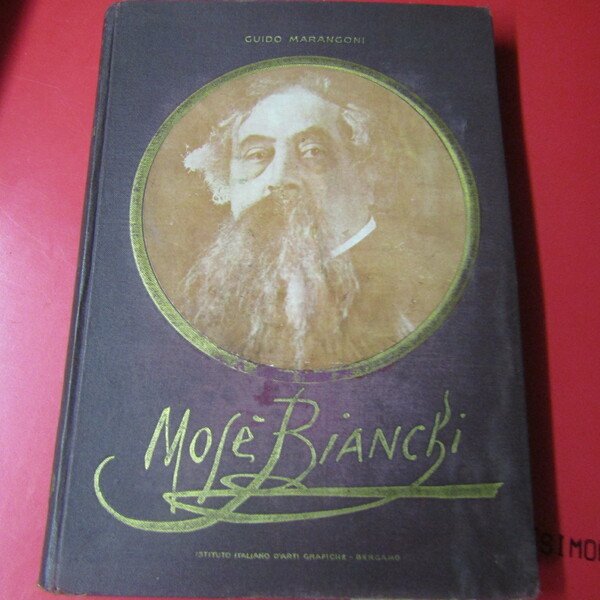 GUIDO MARANGONI
Mosè Bianchi
ISTITUTO ITALIANO D'ARTI GRAFICHE - BERGAMO